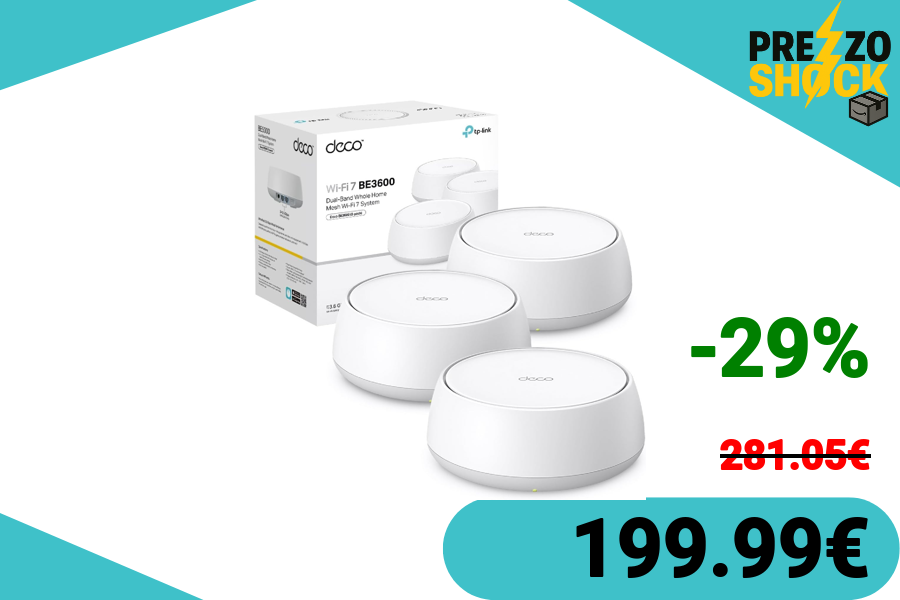 PREZZO
SHOCK
deco
deco
tp-link
Wi-Fi 7 BE3600
Dual-Band Whole Home
Mesh Wi-Fi 7 System
deco
deco
deco
-29%
281.05€
199.99€